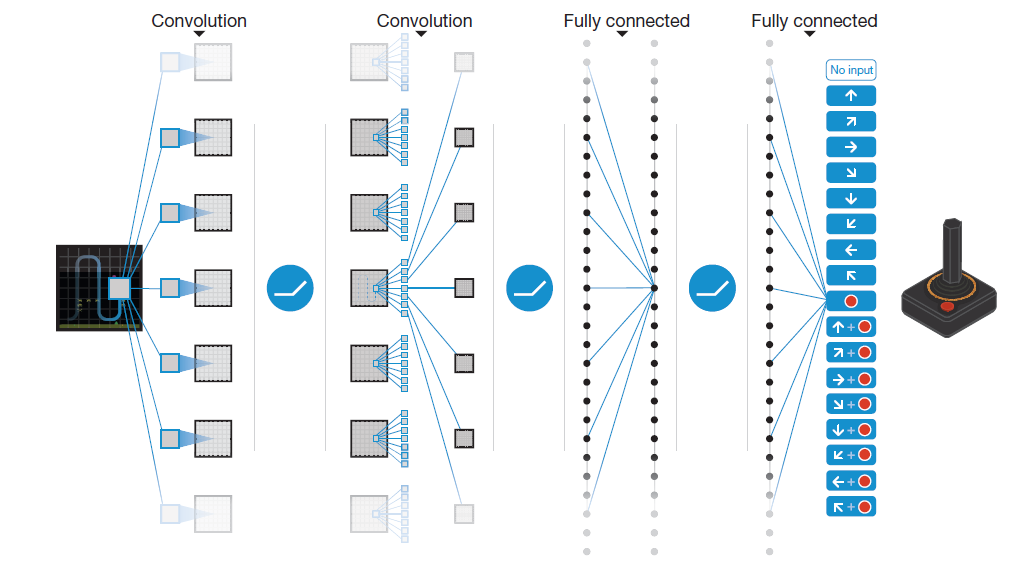 Convolution
Convolution
Fully connected
Fully connected
No input
+
+
+
+
+
+
+
+